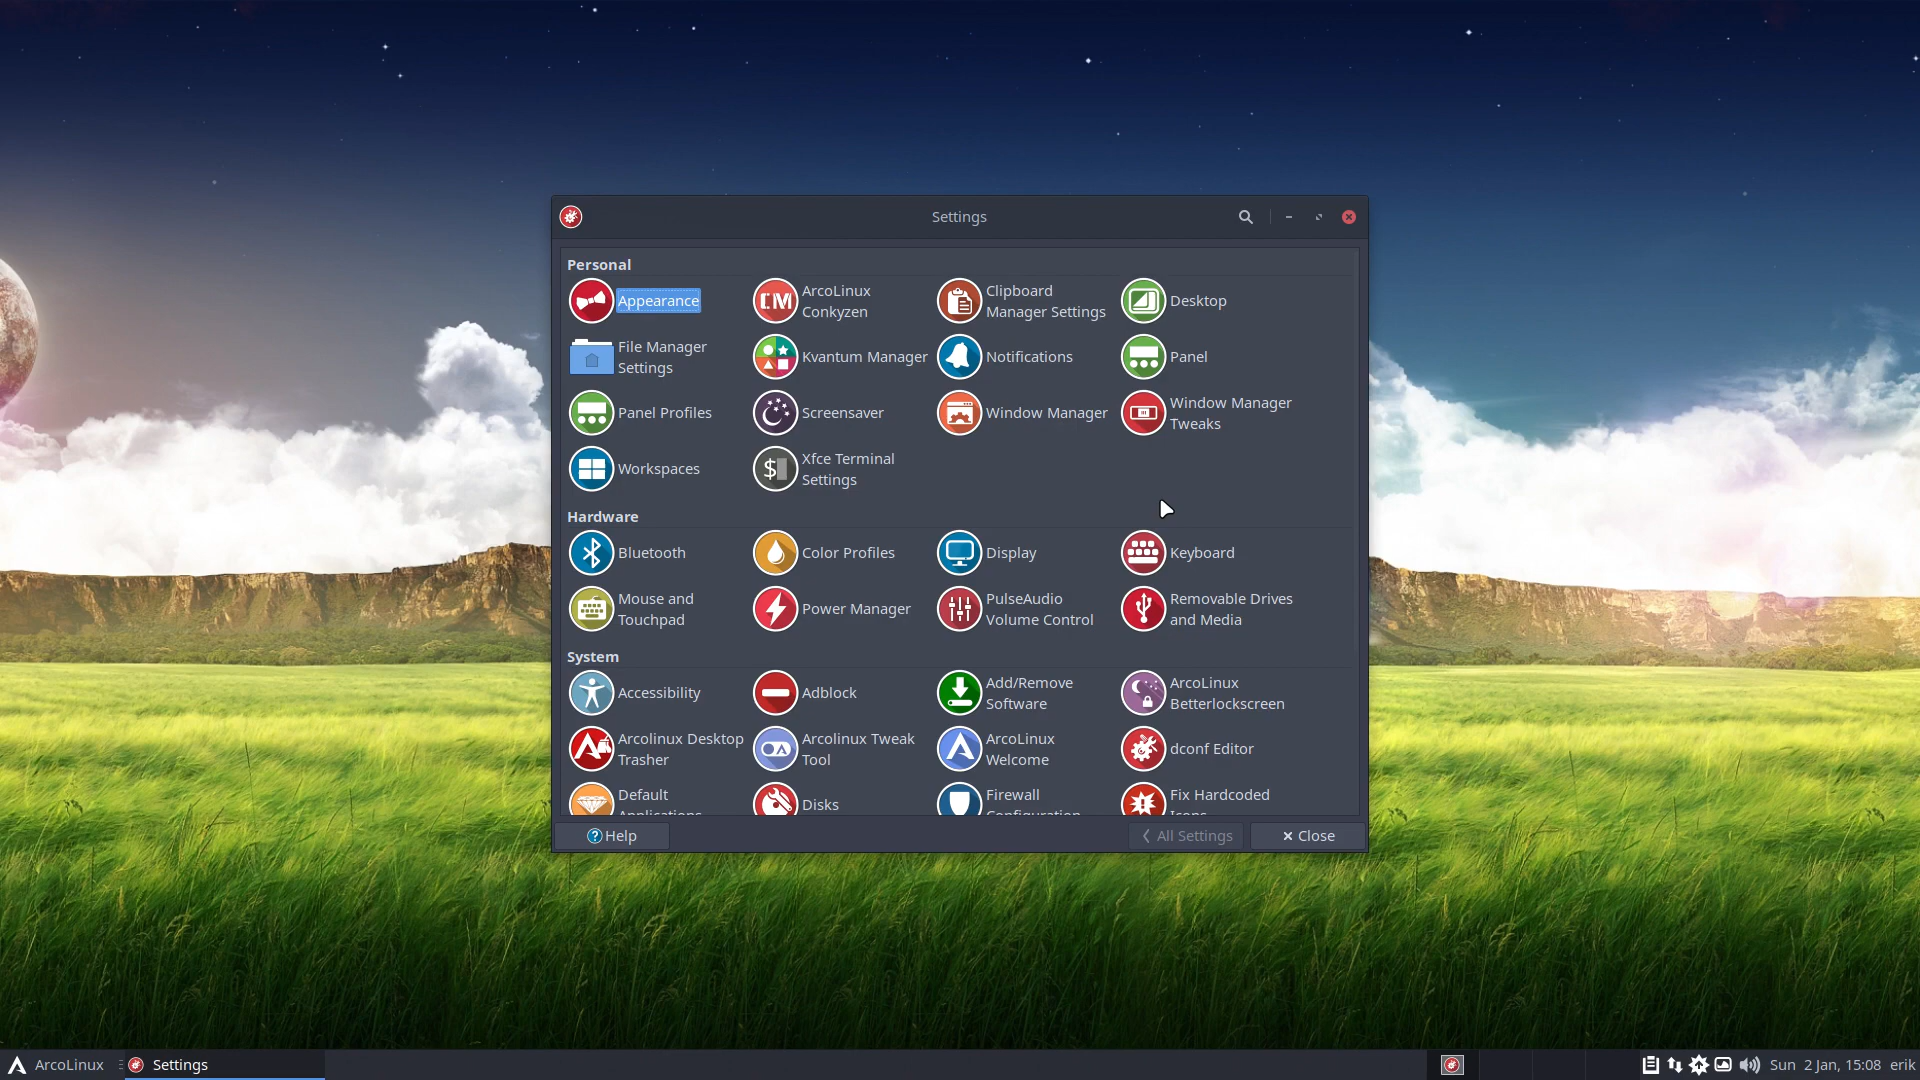 Settings
Personal
Appearance
ArcoLinux
Conkyzen
Clipboard
Manager Settings
Desktop
File Manager
Settings
Kvantum Manager
Notifications
Panel
Panel Profiles
Screensaver
Window Manager
Window Manager
Tweaks
Workspaces
Xfce Terminal
Settings
Hardware
Bluetooth
Color Profiles
Display
Keyboard
Mouse and
Touchpad
Power Manager
PulseAudio
Volume Control
Removable Drives
and Media
System
Accessibility
Adblock
Add/Remove
Software
ArcoLinux
Betterlockscreen
Arcolinux Desktop
Trasher
Arcolinux Tweak
Tool
ArcoLinux
Welcome
dconf Editor
Default
Applications
Disks
Firewall
Configuration
Fix Hardcoded
Icons
Help
All Settings
Close
ArcoLinux
Settings
Sun 2 Jan, 15:08 erik